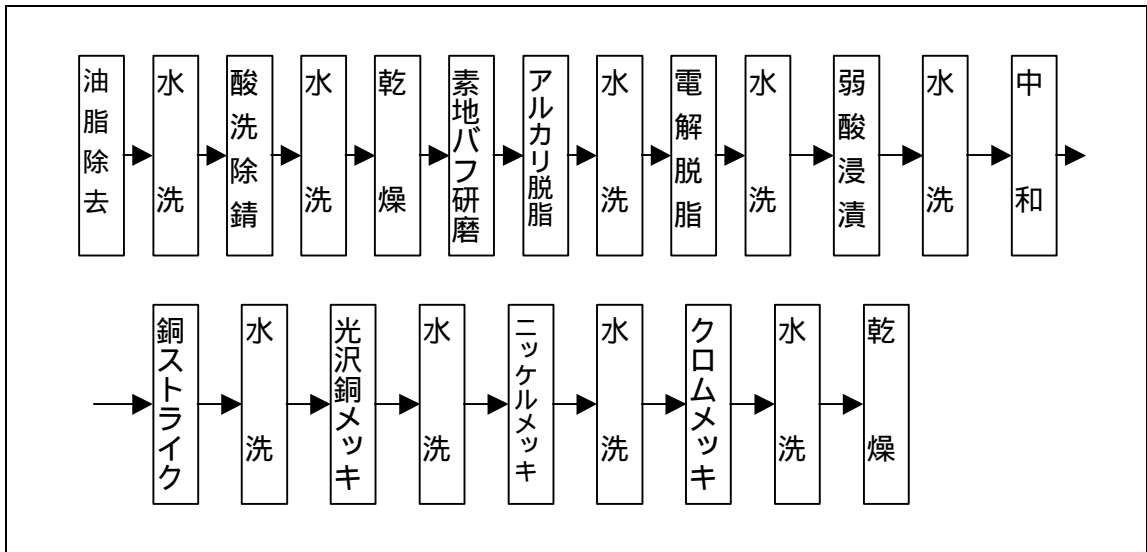 油脂除去
水洗
酸洗除錆
水洗
乾燥
素地バフ研磨
アルカリ脱脂
水洗
電解脱脂
水洗
弱酸浸漬
水洗
中和
銅ストライク
水洗
光沢銅メッキ
水洗
ニッケルメッキ
水洗
クロムメッキ
水洗
乾燥